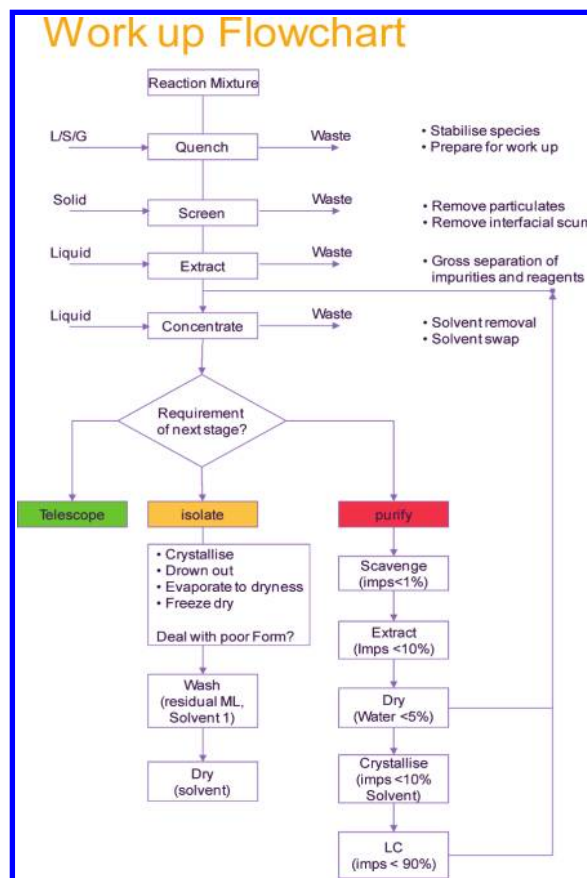 Work up Flowchart
Reaction Mixture
L/S/G
Quench
Waste
• Stabilise species
• Prepare for work up
Solid
Screen
Waste
• Remove particulates
• Remove interfacial scum
Liquid
Extract
Waste
• Gross separation of
impurities and reagents
Liquid
Concentrate
Waste
• Solvent removal
• Solvent swap
Requirement
of next stage?
Telescope
isolate
purify
• Crystallise
• Drown out
• Evaporate to dryness
• Freeze dry
Deal with poor Form?
Wash
(residual ML,
Solvent 1)
Dry
(solvent)
Scavenge
(imps<1%)
Extract
(Imps <10%)
Dry
(Water <5%)
Crystallise
(imps <10%
Solvent)
LC
(imps < 90%)